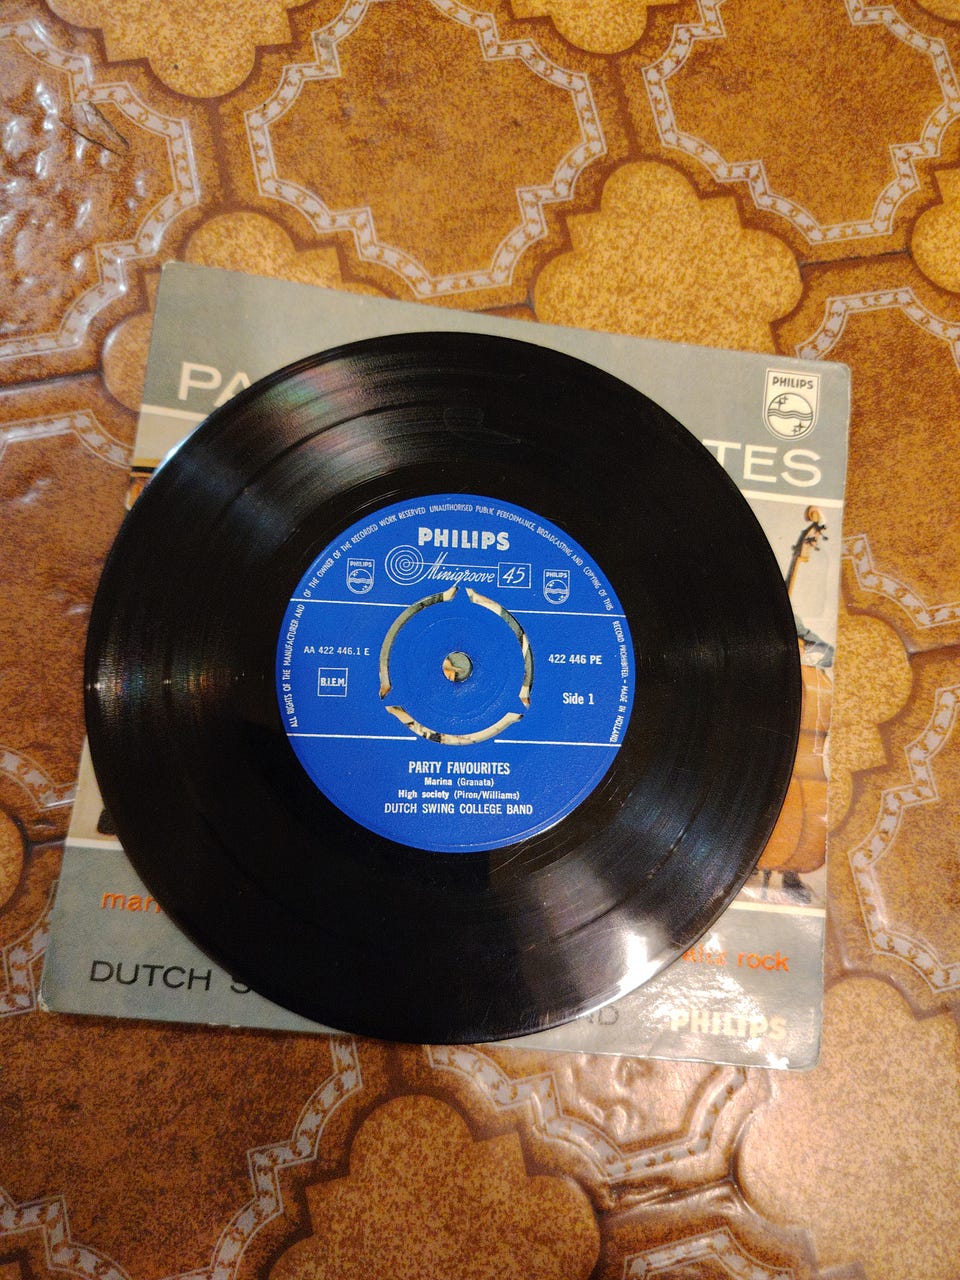 PA
TES
PHILIPS
ALL RIGHTS OF THE MANUFACTURER AND OF THE OWNER OF THE RECORDED WORK RESERVED UNAUTHORISED PUBLIC PERFORMANCE BROADCASTING AND COPYING OF THIS RECORD PROHIBITED - MADE IN HOLLAND
PHILIPS
Minigroove 45
PHILIPS
PHILIPS
AA 422 446.1 E
422 446 PE
B.I.E.M.
Side 1
PARTY FAVOURITES
Marina (Granata)
High society (Piron/Williams)
DUTCH SWING COLLEGE BAND
mar
rock
DUTCH S
ND
PHILIPS